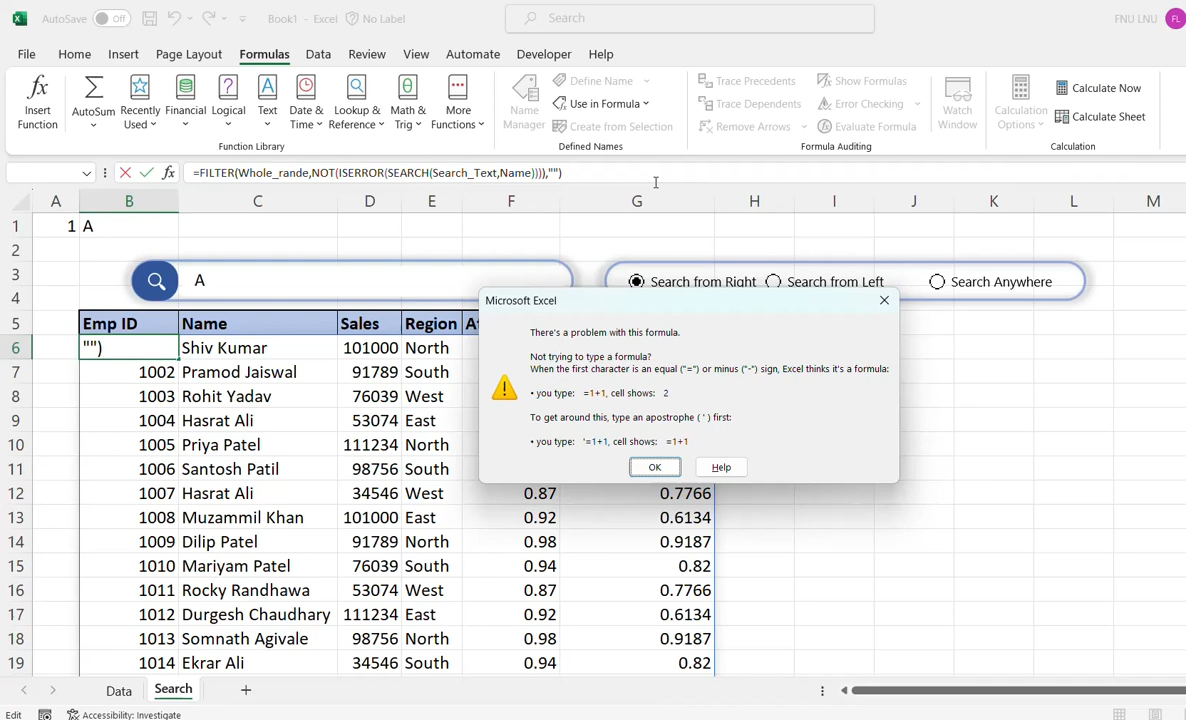 AutoSave Off Book1 - Excel No Label Search FNU LNU FL
File Home Insert Page Layout Formulas Data Review View Automate Developer Help
fx Insert Function
AutoSum
Recently Used
Financial
Logical
Text
Date & Time
Lookup & Reference
Math & Trig
More Functions
Function Library
Name Manager
Define Name
Use in Formula
Create from Selection
Defined Names
Trace Precedents
Trace Dependents
Remove Arrows
Show Formulas
Error Checking
Evaluate Formula
Formula Auditing
Watch Window
Calculation Options
Calculate Now
Calculate Sheet
Calculation
fx =FILTER(Whole_rande,NOT(ISERROR(SEARCH(Search_Text,Name)))),"")
A B C D E F G H I J K L M
1 1 A
2
3 A Search from Right Search from Left Search Anywhere
4
5 Emp ID Name Sales Region
6 "") Shiv Kumar 101000 North
7 1002 Pramod Jaiswal 91789 South
8 1003 Rohit Yadav 76039 West
9 1004 Hasrat Ali 53074 East
10 1005 Priya Patel 111234 North
11 1006 Santosh Patil 98756 South
12 1007 Hasrat Ali 34546 West 0.87 0.7766
13 1008 Muzammil Khan 101000 East 0.92 0.6134
14 1009 Dilip Patel 91789 North 0.98 0.9187
15 1010 Mariyam Patel 76039 South 0.94 0.82
16 1011 Rocky Randhawa 53074 West 0.87 0.7766
17 1012 Durgesh Chaudhary 111234 East 0.92 0.6134
18 1013 Somnath Agivale 98756 North 0.98 0.9187
19 1014 Ekrar Ali 34546 South 0.94 0.82
Microsoft Excel
There's a problem with this formula.
Not trying to type a formula?
When the first character is an equal ("=") or minus ("-") sign, Excel thinks it's a formula:
• you type: =1+1, cell shows: 2
To get around this, type an apostrophe ( ' ) first:
• you type: '=1+1, cell shows: =1+1
OK Help
Data Search
Edit Accessibility: Investigate